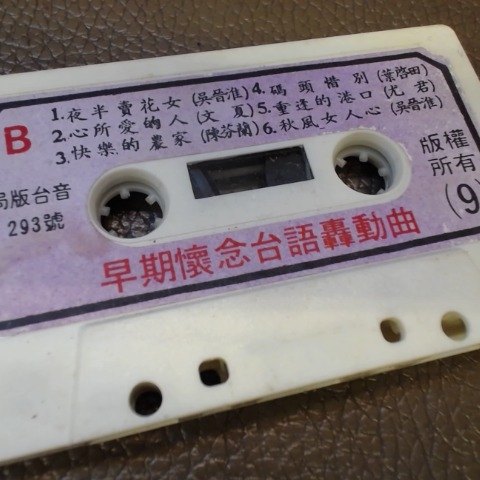 B
1.夜半賣花女(吳晉淮)
2.心所愛的人(文夏)
3.快樂的農家(陳芬蘭)
4.碼頭惜別(葉啓田)
5.重逢的港口(尤君)
6.秋風女人心(吳晉淮)
局版台音
293號
版權
所有
(9)
早期懷念台語轟動曲